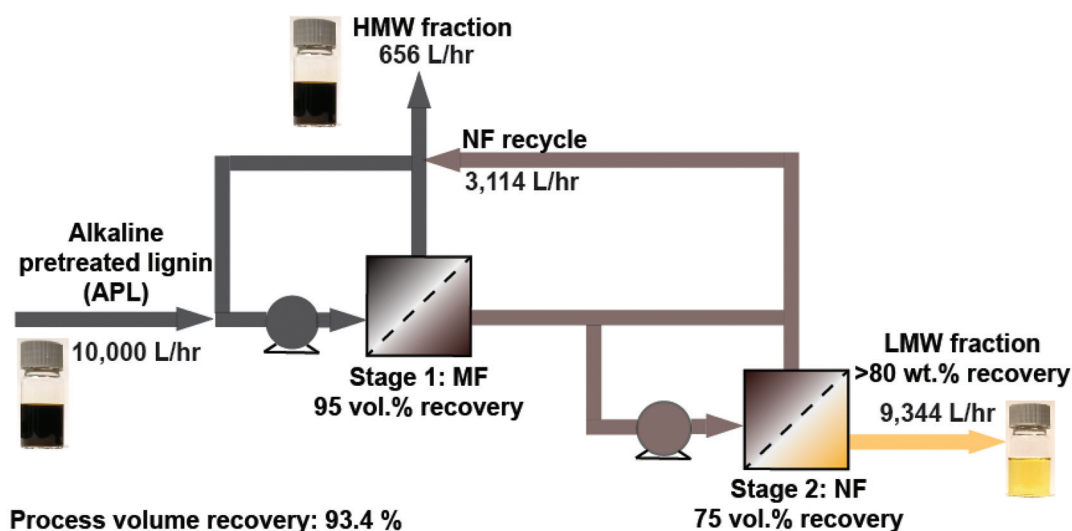 HMW fraction
656 L/hr
NF recycle
3,114 L/hr
Alkaline
pretreated lignin
(APL)
10,000 L/hr
Stage 1: MF
95 vol.% recovery
LMW fraction
>80 wt.% recovery
9,344 L/hr
Stage 2: NF
75 vol.% recovery
Process volume recovery: 93.4 %